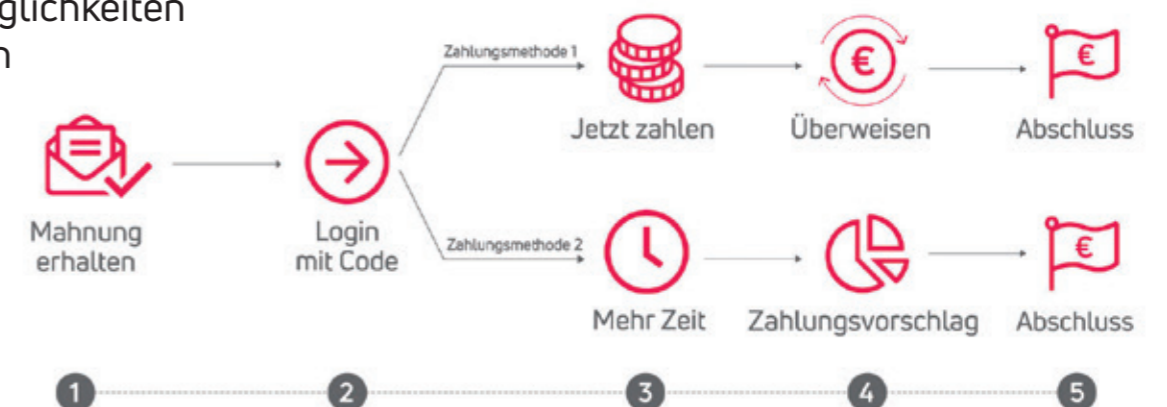 glichkeiten
n
Zahlungsmethode 1
€
€
Jetzt zahlen
Überweisen
Abschluss
Mahnung
erhalten
Login
mit Code
Zahlungsmethode 2
€
Mehr Zeit
Zahlungsvorschlag
Abschluss
1
2
3
4
5